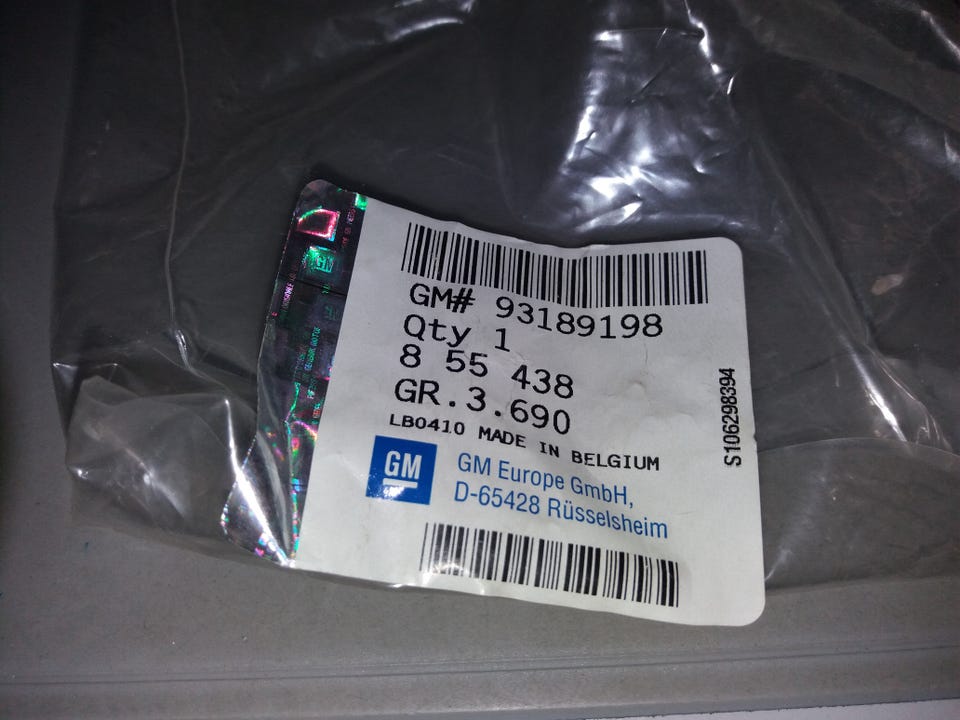 GM# 93189198
Qty 1
8 55 438
GR.3.690
LB0410 MADE IN BELGIUM
GM
GM Europe GmbH,
D-65428 Rüsselsheim
S106298394
GM